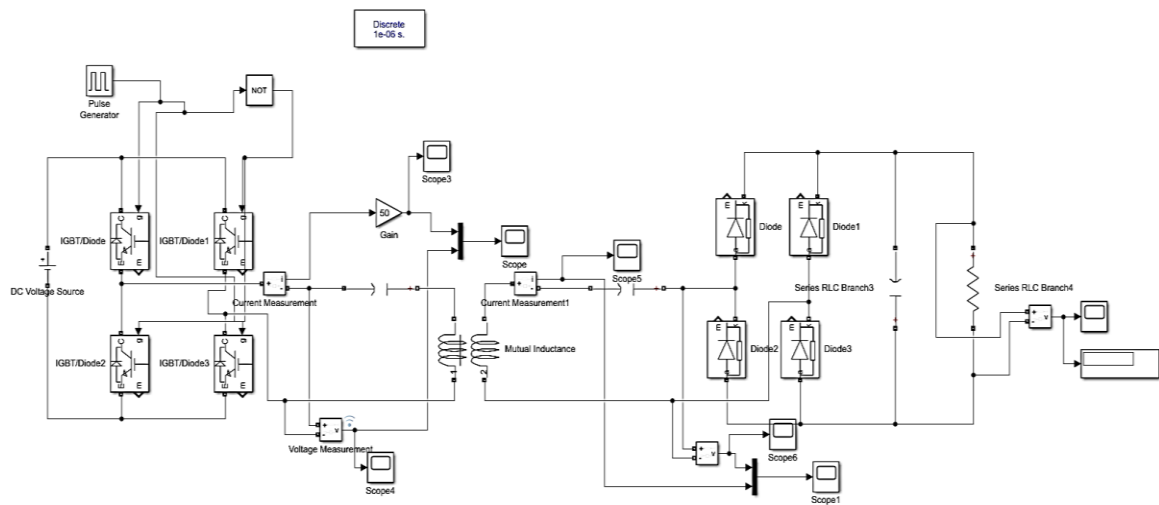 Discrete
1e-06 s.
Pulse
Generator
NOT
Scope3
50
Gain
Scope
Scope5
IGBT/Diode
IGBT/Diode1
C
g
E
m
C
g
E
m
DC Voltage Source
+
i
+
-
Current Measurement
i
+
-
Current Measurement1
+
+
Diode
Diode1
Series RLC Branch3
Series RLC Branch4
+
-
v
IGBT/Diode2
IGBT/Diode3
C
g
E
m
C
g
E
m
1
2
Mutual Inductance
Diode2
Diode3
+
-
v
Voltage Measurement
Scope4
+
-
v
Scope6
Scope1